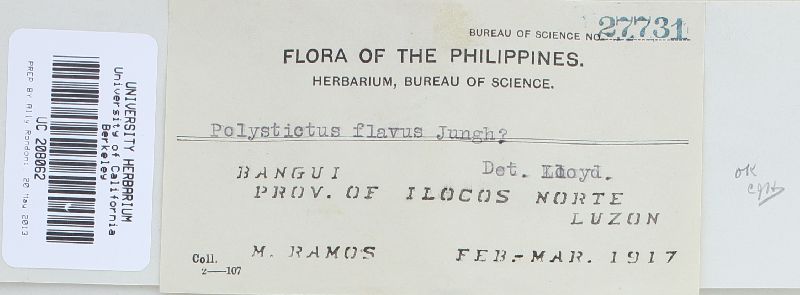 BUREAU OF SCIENCE NO. 27731
FLORA OF THE PHILIPPINES.
HERBARIUM, BUREAU OF SCIENCE.
Polystictus flavus Jungh?
Det. Lloyd.
BANGUI
PROV. OF ILOCOS NORTE
LUZON
Coll. M. RAMOS FEB.-MAR. 1917
2—107
UNIVERSITY HERBARIUM
University of California
Berkeley
UC 208062
PREP BY Ally Rondoni 20 May 2013
OK